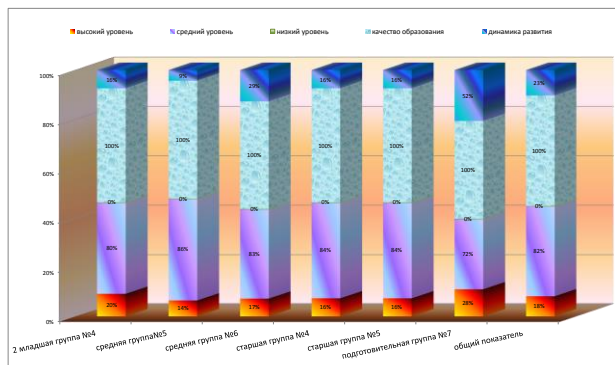 высокий уровень средний уровень низкий уровень качество образования динамика развития
100%
80%
60%
40%
20%
0%
16% 9% 29% 16% 16% 52% 23%
100% 100% 100% 100% 100% 100% 100%
0% 0% 0% 0% 0% 0% 0%
80% 86% 83% 84% 84% 72% 82%
20% 14% 17% 16% 16% 28% 18%
2 младшая группа №4
средняя группа№5
средняя группа №6
старшая группа №4
старшая группа №5
подготовительная группа №7
общий показатель